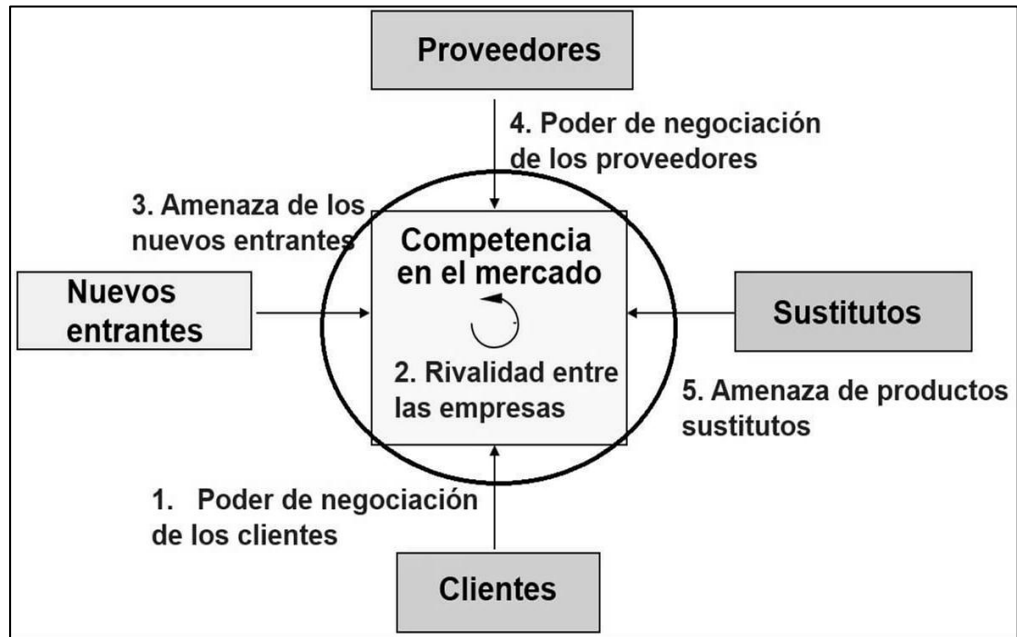 Proveedores
4. Poder de negociación
de los proveedores
3. Amenaza de los
nuevos entrantes
Competencia
en el mercado
Nuevos
entrantes
Sustitutos
2. Rivalidad entre
las empresas
5. Amenaza de productos
sustitutos
1. Poder de negociación
de los clientes
Clientes